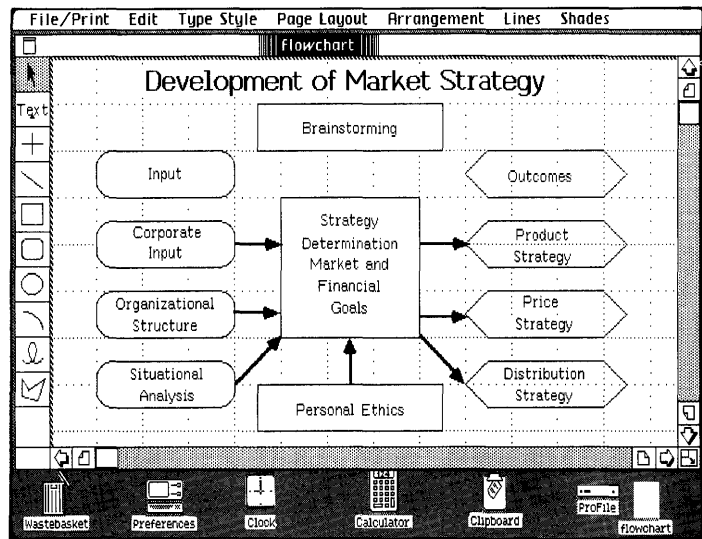 File/Print Edit Type Style Page Layout Arrangement Lines Shades
flowchart
Development of Market Strategy
Text
Brainstorming
Input
Outcomes
Strategy
Determination
Market and
Financial
Goals
Corporate
Input
Product
Strategy
Organizational
Structure
Price
Strategy
Situational
Analysis
Distribution
Strategy
Personal Ethics
Wastebasket
Preferences
Clock
Calculator
Clipboard
ProFile
flowchart